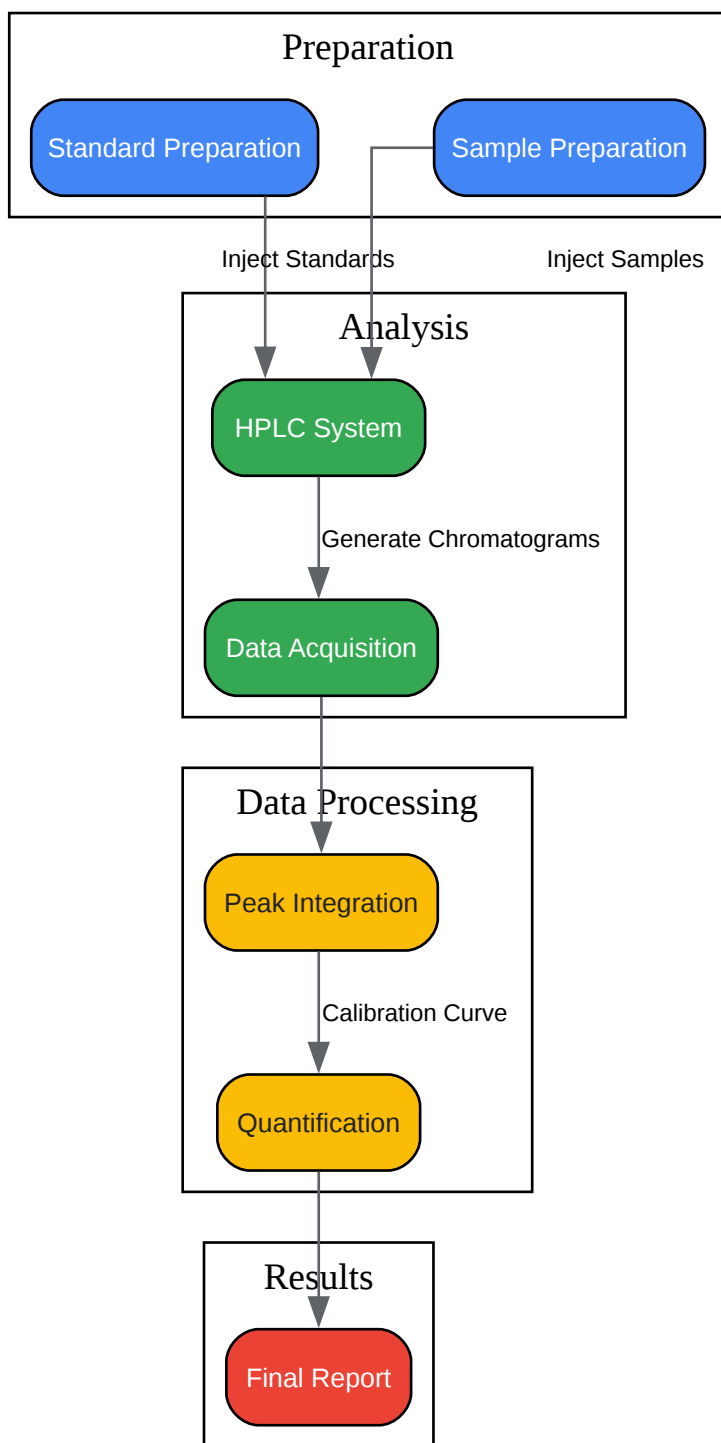 Preparation
Standard Preparation
Sample Preparation
Inject Standards
Inject Samples
Analysis
HPLC System
Generate Chromatograms
Data Acquisition
Data Processing
Peak Integration
Calibration Curve
Quantification
Results
Final Report